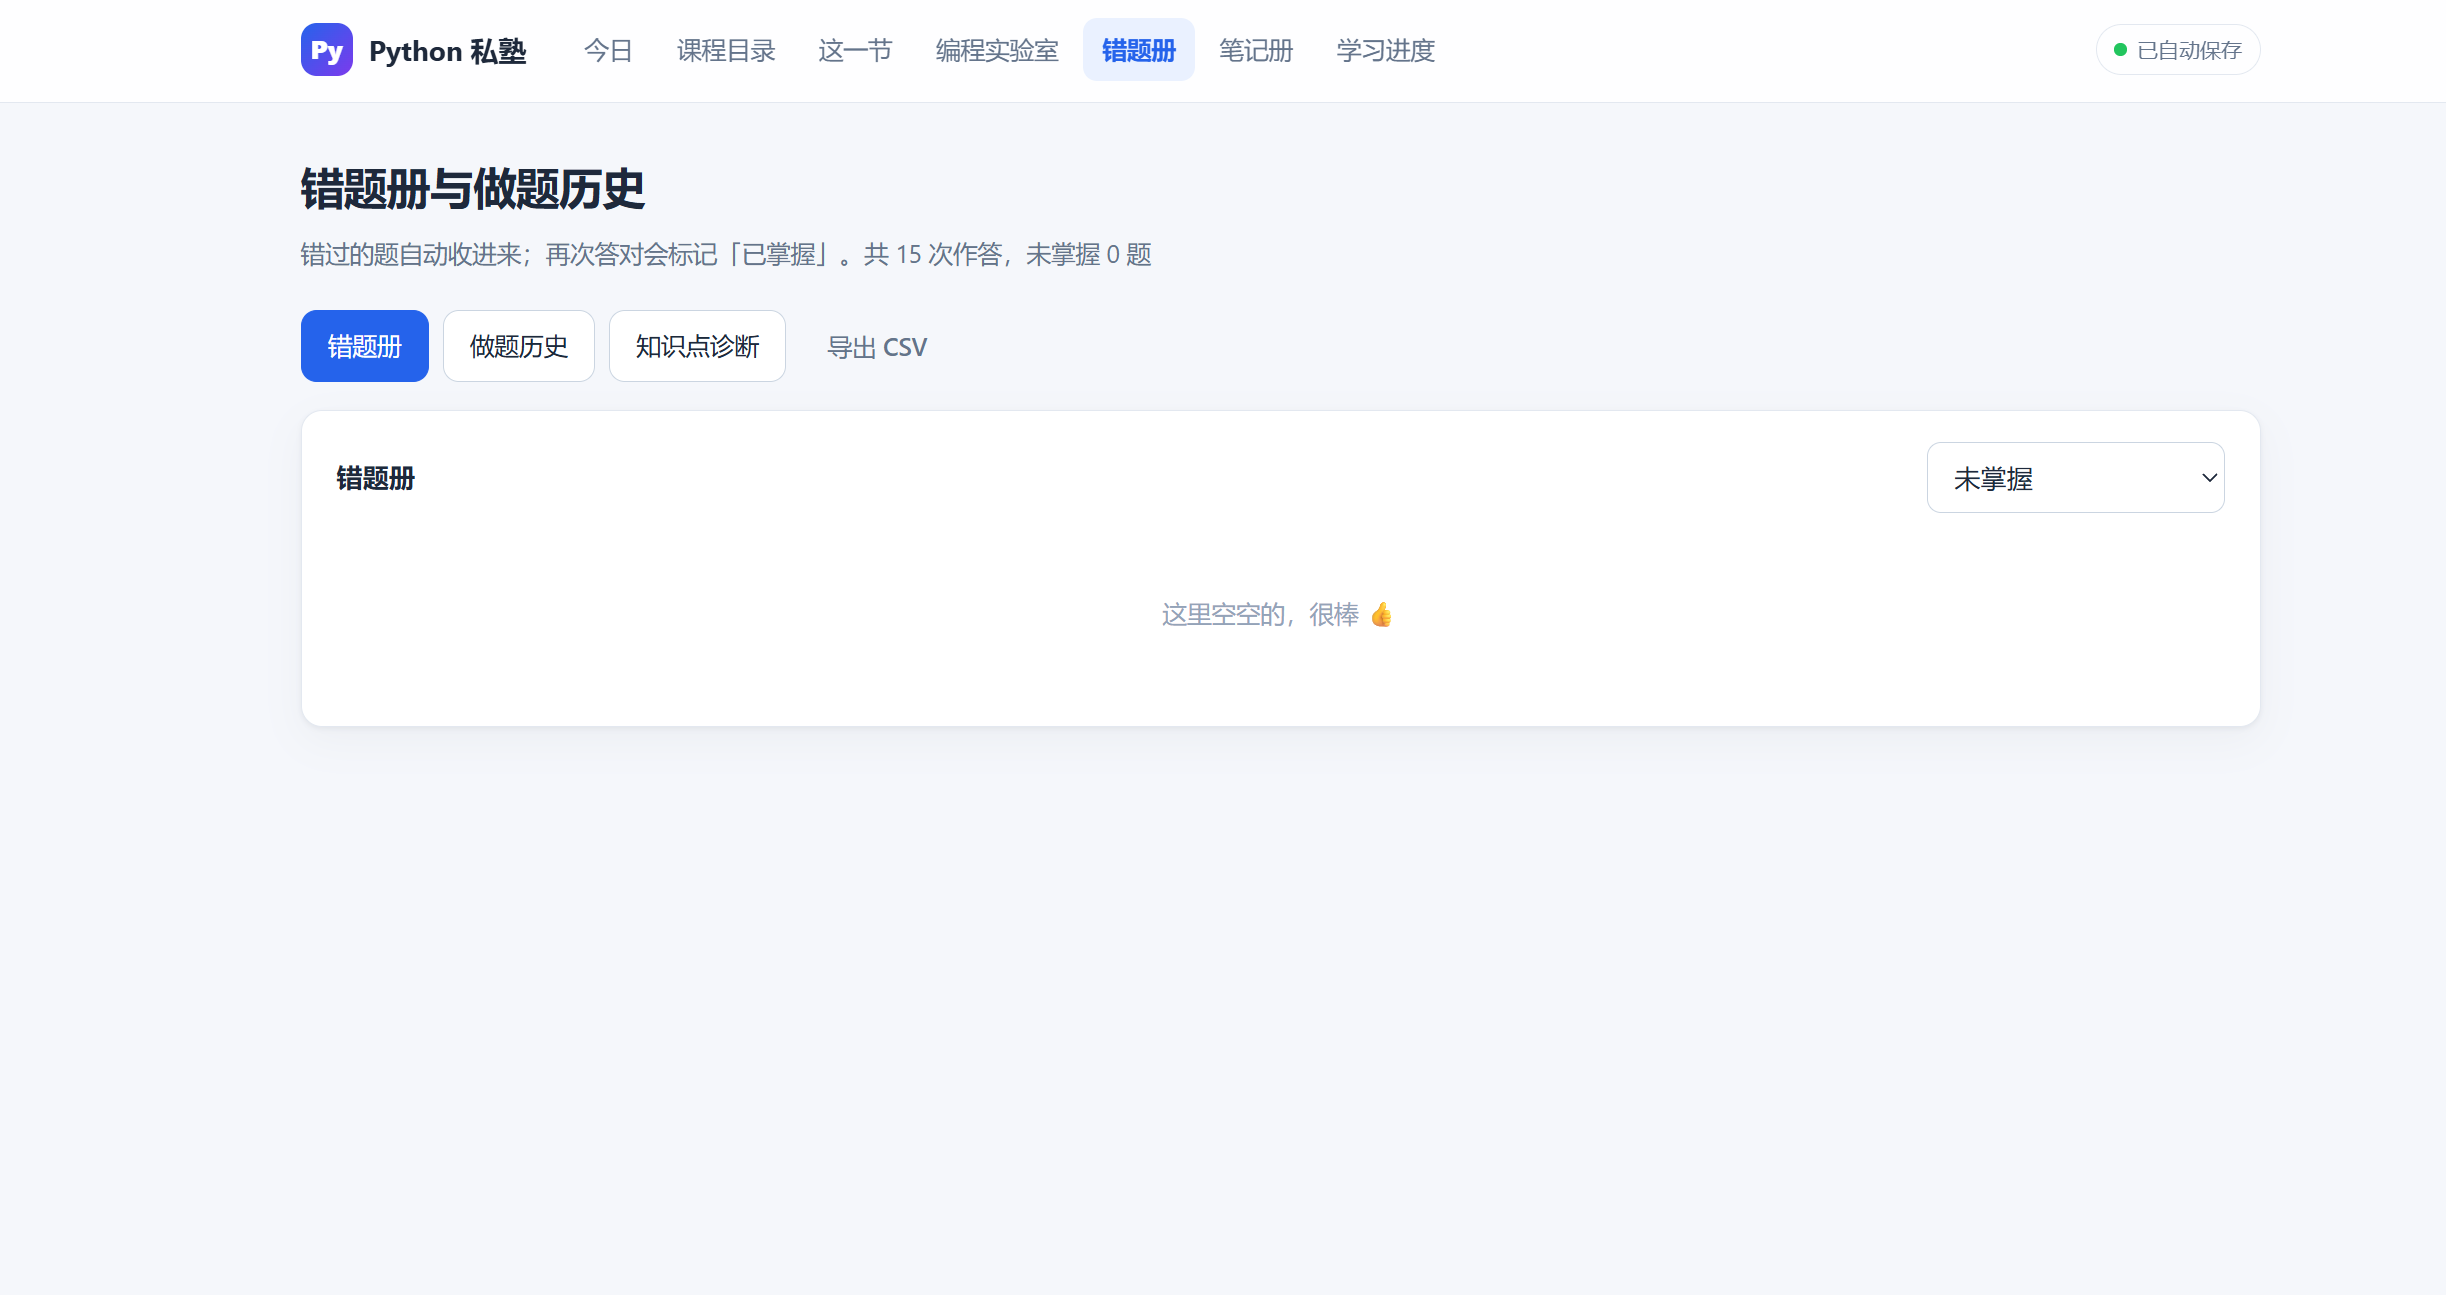 Py Python 私塾 今日 课程目录 这一节 编程实验室 错题册 笔记册 学习进度 已自动保存
错题册与做题历史
错过的题自动收进来；再次答对会标记「已掌握」。共 15 次作答，未掌握 0 题
错题册 做题历史 知识点诊断 导出 CSV
错题册 未掌握
这里空空的，很棒 👍